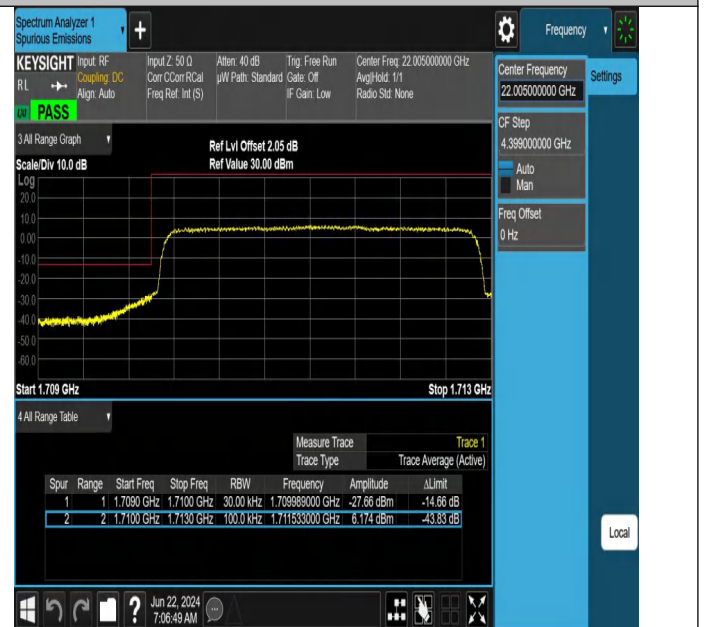 Spectrum Analyzer 1
Spurious Emissions
+
Frequency
KEYSIGHT
RL
Input: RF
Coupling: DC
Align: Auto
Input Z: 50 Ω
Corr CCorr RCal
Freq Ref: Int (S)
Atten: 40 dB
µW Path: Standard
Trig: Free Run
Gate: Off
IF Gain: Low
Center Freq: 22.005000000 GHz
Avg|Hold: 1/1
Radio Std: None
PASS
Center Frequency
22.005000000 GHz
Settings
CF Step
4.399000000 GHz
Auto
Man
Freq Offset
0 Hz
3 All Range Graph
Scale/Div 10.0 dB
Ref Lvl Offset 2.05 dB
Ref Value 30.00 dBm
Log
20.0
10.0
0.00
-10.0
-20.0
-30.0
-40.0
-50.0
-60.0
Start 1.709 GHz
Stop 1.713 GHz
4 All Range Table
Measure Trace Trace 1
Trace Type Trace Average (Active)
Spur Range Start Freq Stop Freq RBW Frequency Amplitude ΔLimit
1 1 1.7090 GHz 1.7100 GHz 30.00 kHz 1.709989000 GHz -27.66 dBm -14.66 dB
2 2 1.7100 GHz 1.7130 GHz 100.0 kHz 1.711533000 GHz 6.174 dBm -43.83 dB
Local
?
Jun 22, 2024
7:06:49 AM